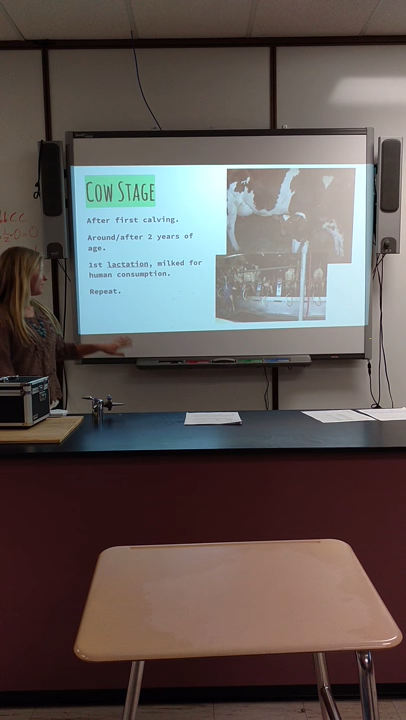 Cow Stage
After first calving.
Around/after 2 years of
age.
1st lactation, milked for
human consumption.
Repeat.